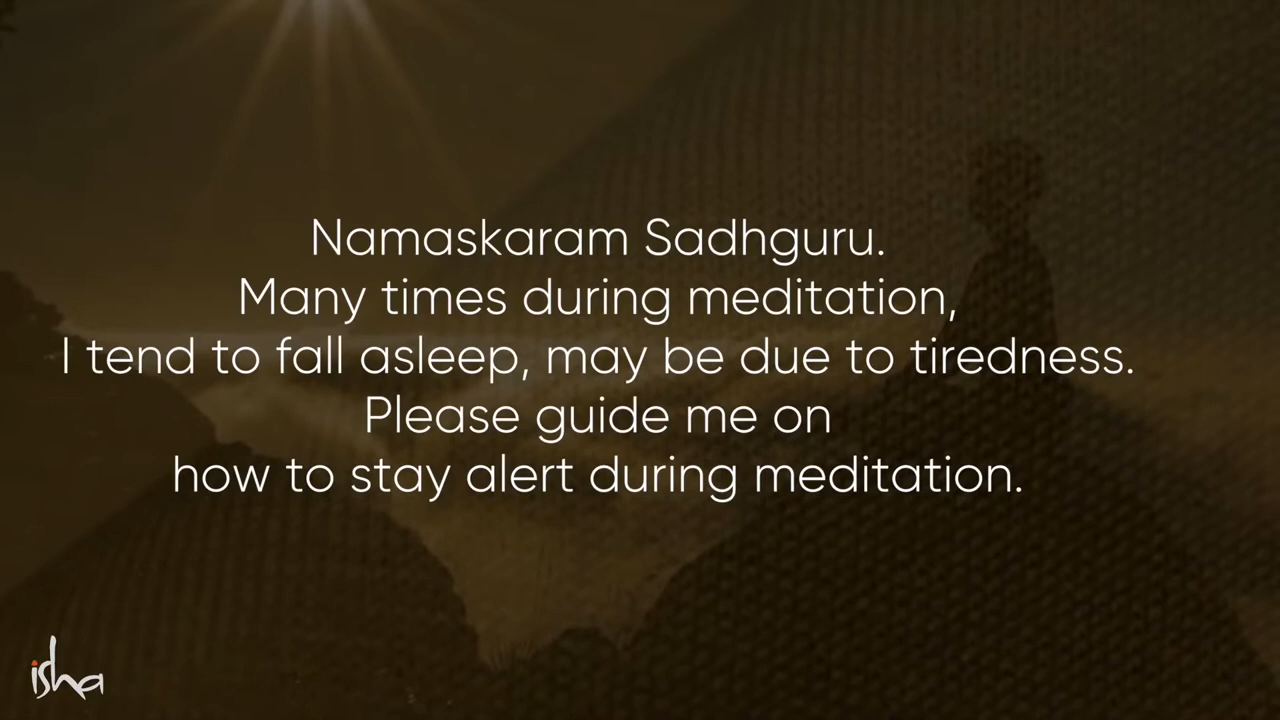 Namaskaram Sadhguru.
Many times during meditation,
I tend to fall asleep, may be due to tiredness.
Please guide me on
how to stay alert during meditation.
isha